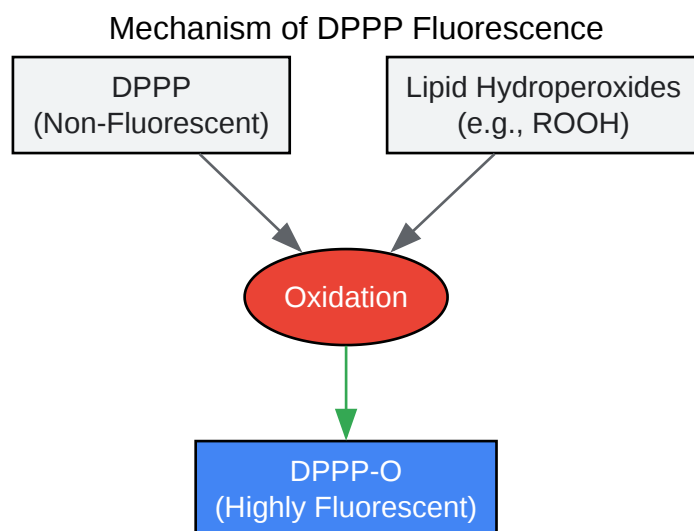 Mechanism of DPPP Fluorescence
DPPP
(Non-Fluorescent)
Lipid Hydroperoxides
(e.g., ROOH)
Oxidation
DPPP-O
(Highly Fluorescent)